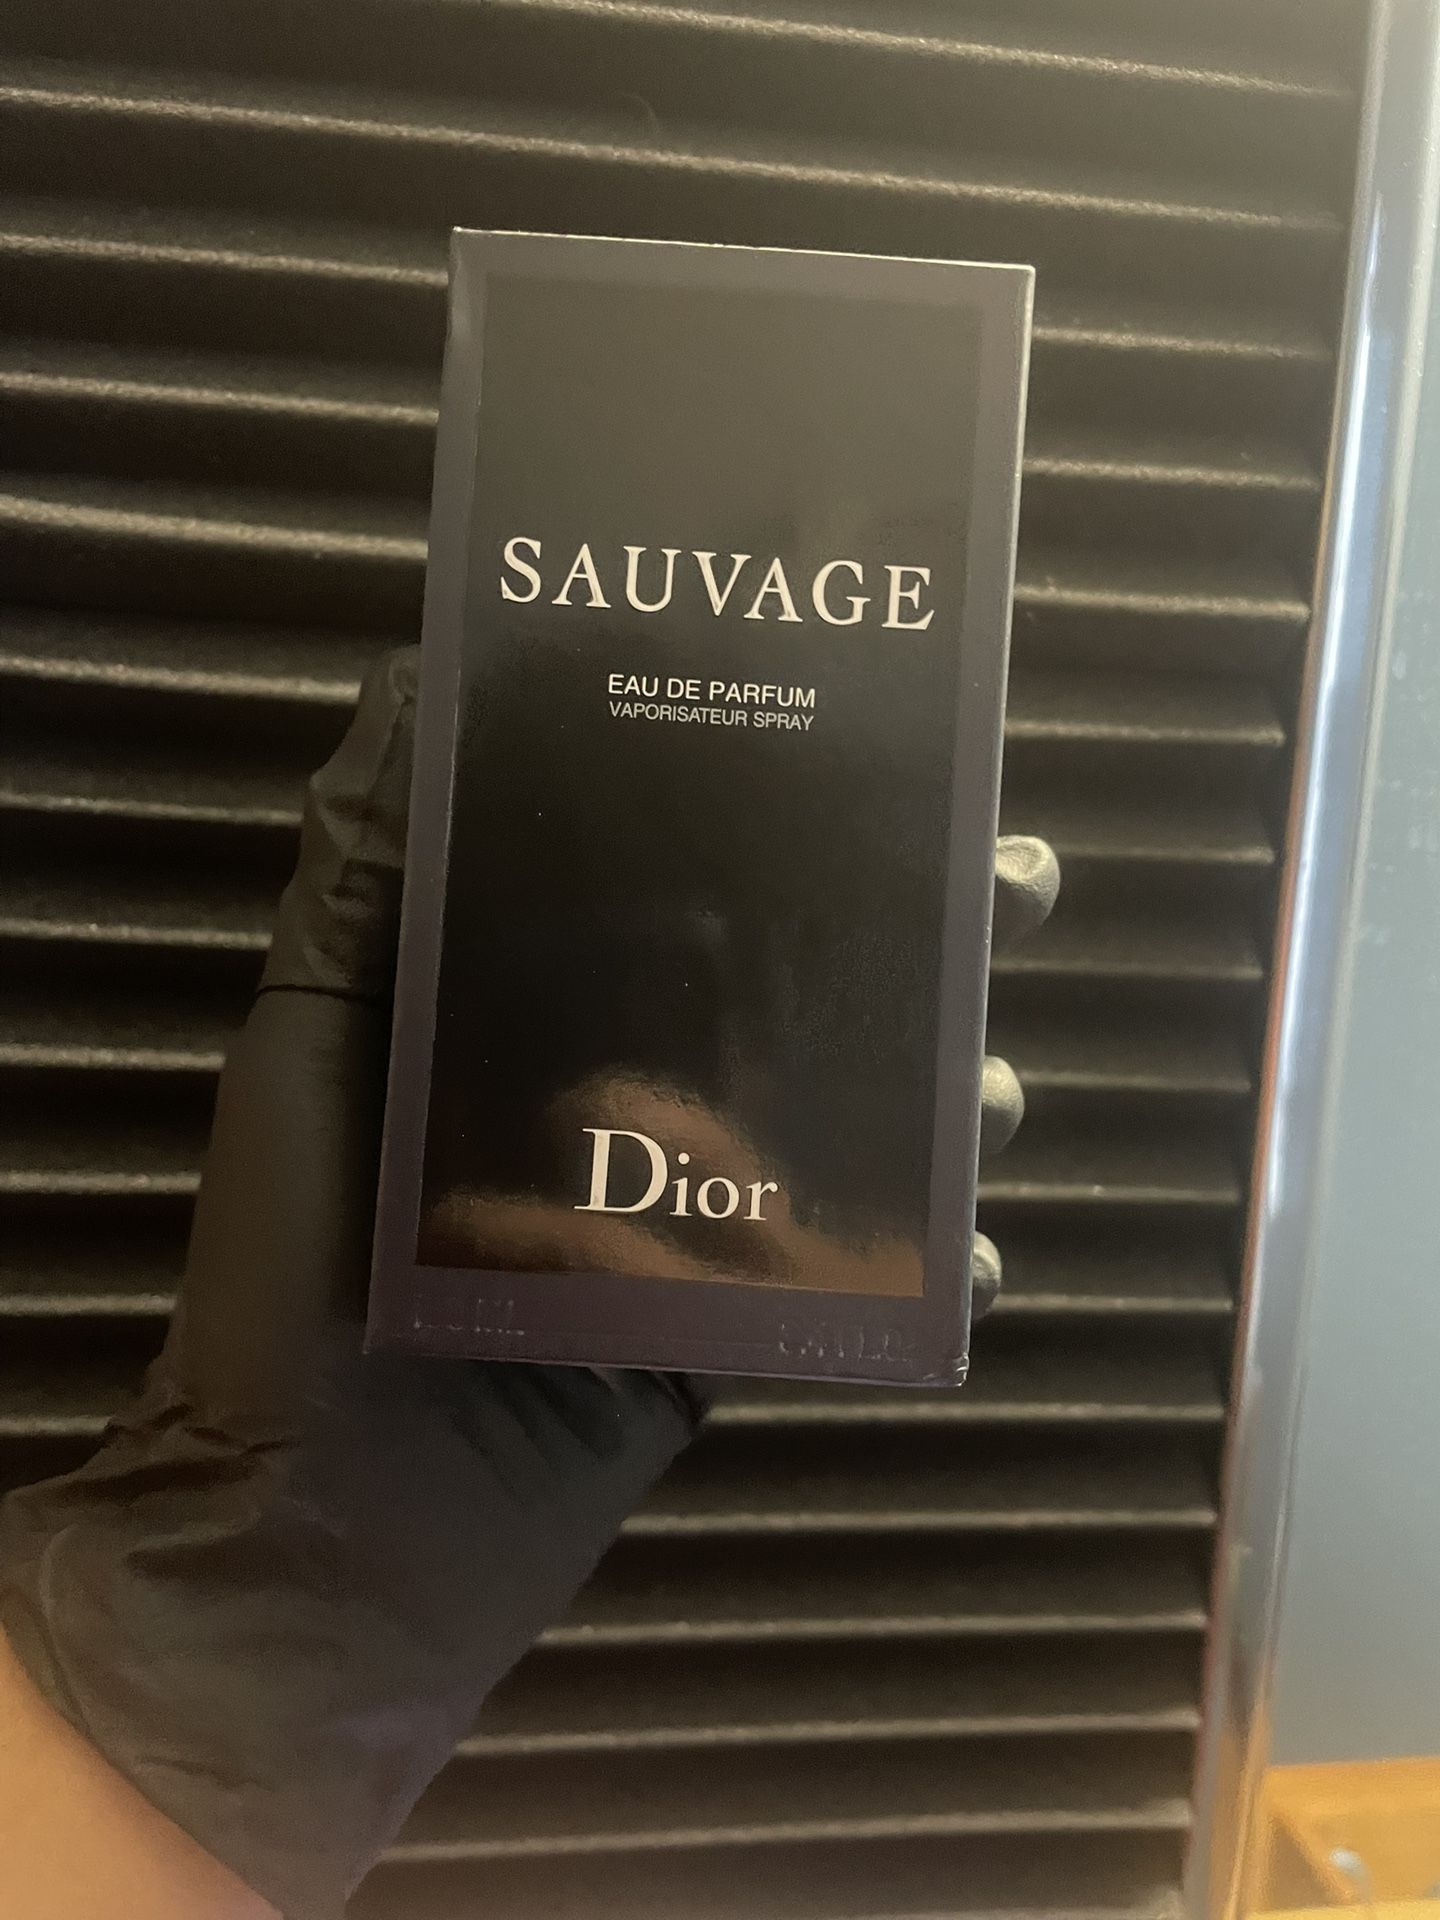 SAUVAGE
EAU DE PARFUM
VAPORISATEUR SPRAY
Dior